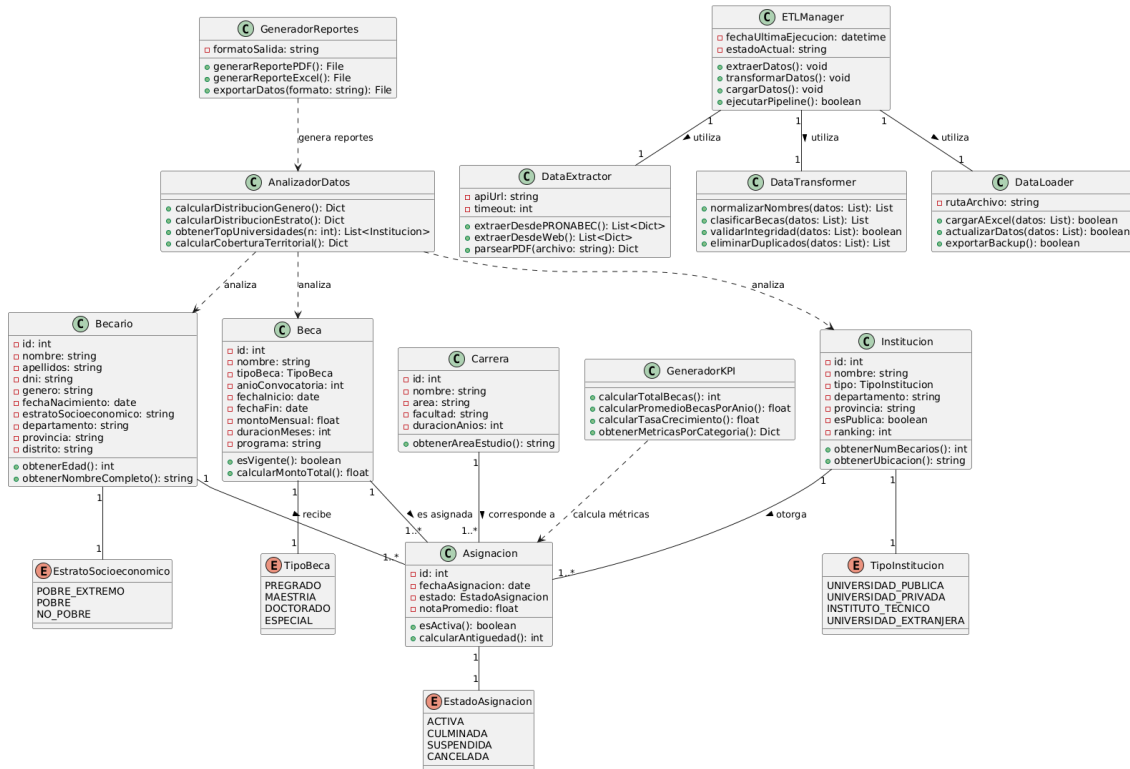 C GeneradorReportes
formatoSalida: string
generarReportePDF(): File
generarReporteExcel(): File
exportarDatos(formato: string): File
C ETLManager
fechaUltimaEjecucion: datetime
estadoActual: string
extraerDatos(): void
transformarDatos(): void
cargarDatos(): void
ejecutarPipeline(): boolean
genera reportes
1
1
1
utiliza
utiliza
utiliza
1
1
1
C AnalizadorDatos
calcularDistribucionGenero(): Dict
calcularDistribucionEstrato(): Dict
obtenerTopUniversidades(n: int): List<Institucion>
calcularCoberturaTerritorial(): Dict
C DataExtractor
apiUrl: string
timeout: int
extraerDesdePRONABEC(): List<Dict>
extraerDesdeWeb(): List<Dict>
parsearPDF(archivo: string): Dict
C DataTransformer
normalizarNombres(datos: List): List
clasificarBecas(datos: List): List
validarIntegridad(datos: List): boolean
eliminarDuplicados(datos: List): List
C DataLoader
rutaArchivo: string
cargarAExcel(datos: List): boolean
actualizarDatos(datos: List): boolean
exportarBackup(): boolean
analiza
analiza
analiza
C Becario
id: int
nombre: string
apellidos: string
dni: string
genero: string
fechaNacimiento: date
estratoSocioeconomico: string
departamento: string
provincia: string
distrito: string
obtenerEdad(): int
obtenerNombreCompleto(): string
C Beca
id: int
nombre: string
tipoBeca: TipoBeca
anioConvocatoria: int
fechaInicio: date
fechaFin: date
montoMensual: float
duracionMeses: int
programa: string
esVigente(): boolean
calcularMontoTotal(): float
C Carrera
id: int
nombre: string
area: string
facultad: string
duracionAnios: int
obtenerAreaEstudio(): string
C GeneradorKPI
calcularTotalBecas(): int
calcularPromedioBecasPorAnio(): float
calcularTasaCrecimiento(): float
obtenerMetricasPorCategoria(): Dict
C Institucion
id: int
nombre: string
tipo: TipoInstitucion
departamento: string
provincia: string
esPublica: boolean
ranking: int
obtenerNumBecarios(): int
obtenerUbicacion(): string
1
1
1
1
1
1
1
recibe
es asignada
corresponde a
calcula métricas
otorga
1
1
1..*
1..*
1..*
1..*
1
E EstratoSocioeconomico
POBRE_EXTREMO
POBRE
NO_POBRE
E TipoBeca
PREGRADO
MAESTRIA
DOCTORADO
ESPECIAL
C Asignacion
id: int
fechaAsignacion: date
estado: EstadoAsignacion
notaPromedio: float
esActiva(): boolean
calcularAntiguedad(): int
E TipoInstitucion
UNIVERSIDAD_PUBLICA
UNIVERSIDAD_PRIVADA
INSTITUTO_TECNICO
UNIVERSIDAD_EXTRANJERA
1
1
E EstadoAsignacion
ACTIVA
CULMINADA
SUSPENDIDA
CANCELADA